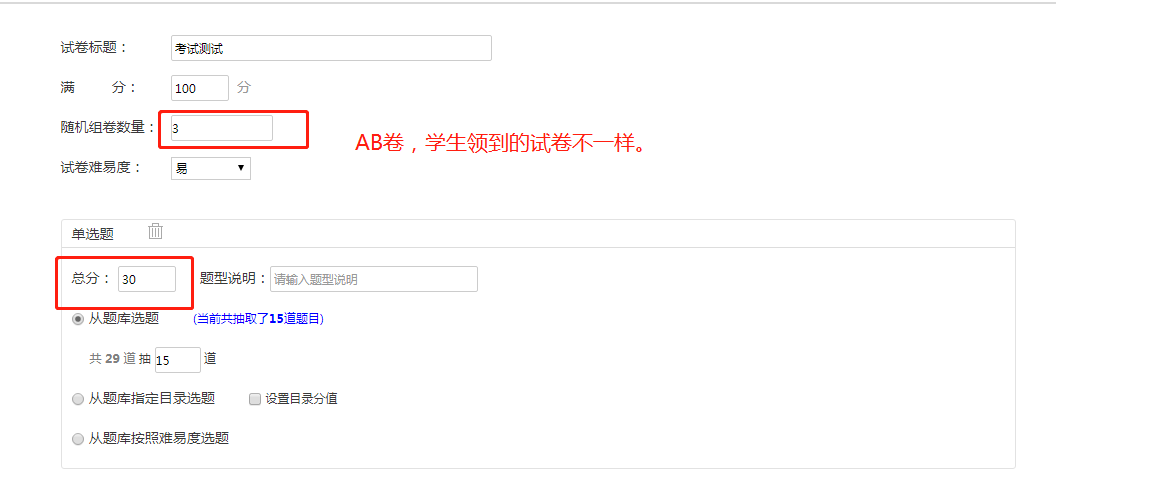 试卷标题： 考试测试
满 分： 100 分
随机组卷数量： 3
AB卷，学生领到的试卷不一样。
试卷难易度： 易
单选题
总分： 30 题型说明： 请输入题型说明
从题库选题 (当前共抽取了15道题目)
共 29 道 抽 15 道
从题库指定目录选题 设置目录分值
从题库按照难易度选题